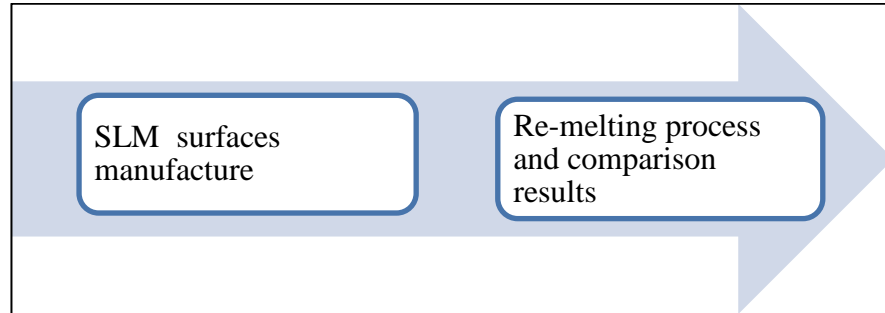 SLM  surfaces
manufacture
Re-melting process
and comparison
results